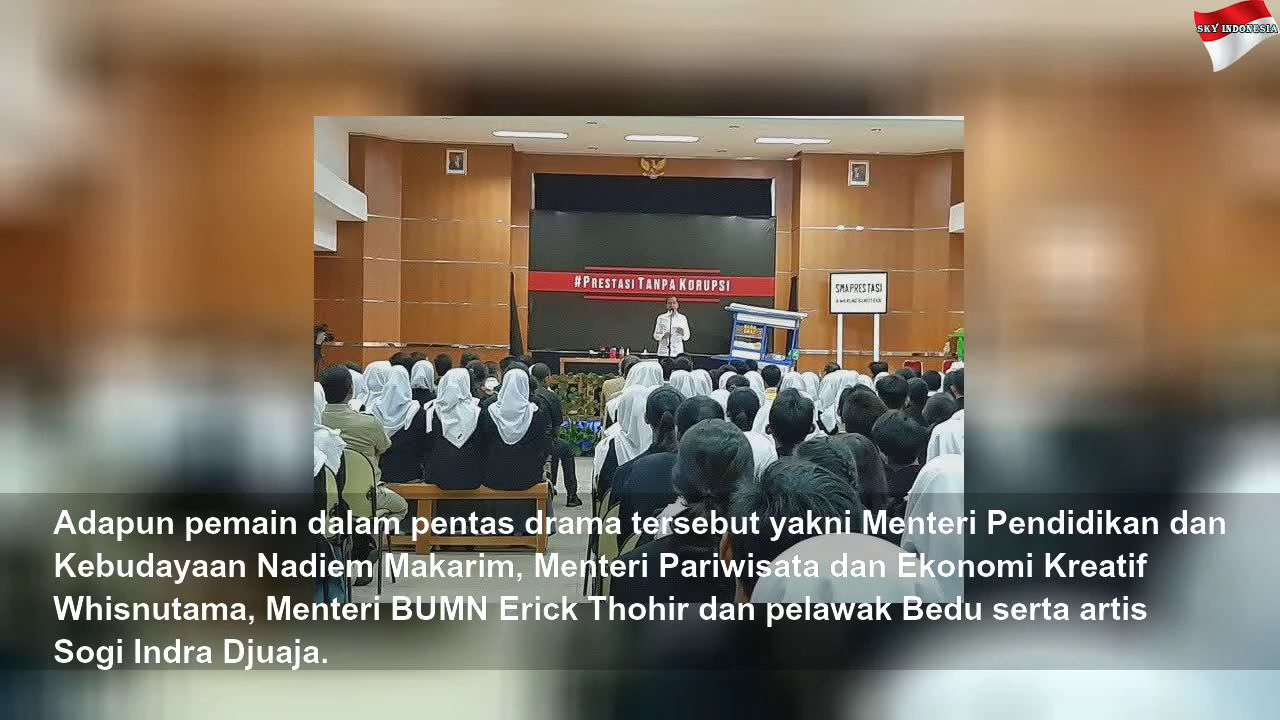 SKY INDONESIA
#PRESTASI TANPA KORUPSI
SMA PRESTASI
Adapun pemain dalam pentas drama tersebut yakni Menteri Pendidikan dan
Kebudayaan Nadiem Makarim, Menteri Pariwisata dan Ekonomi Kreatif
Whisnutama, Menteri BUMN Erick Thohir dan pelawak Bedu serta artis
Sogi Indra Djuaja.